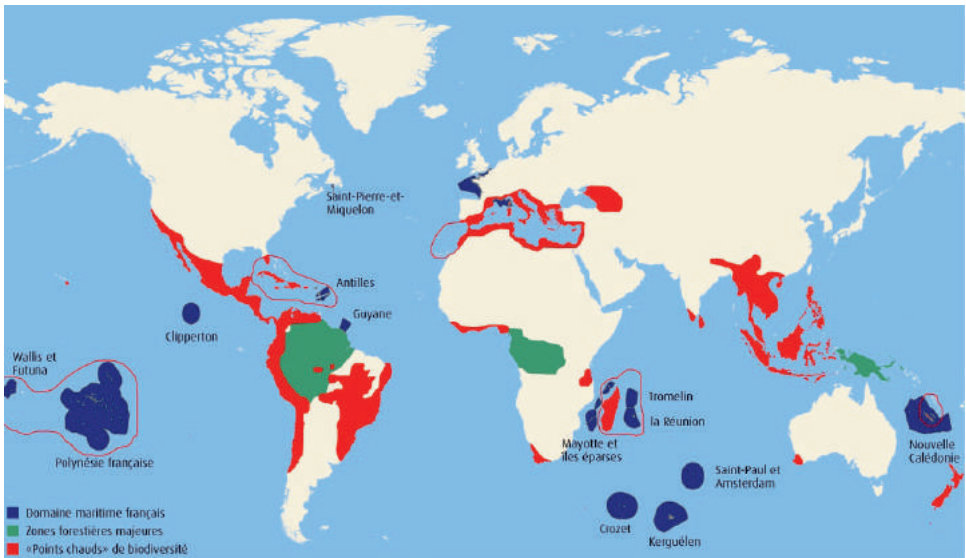 Saint-Pierre-et-
Miquelon
Antilles
Guyane
Clipperton
Wallis et
Futuna
Polynésie française
Tromelin
la Réunion
Mayotte et
îles éparses
Nouvelle
Calédonie
Saint-Paul et
Amsterdam
Crozet
Kerguélen
Domaine maritime français
Zones forestières majeures
«Points chauds» de biodiversité